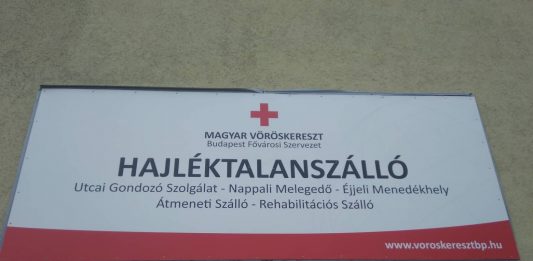 MAGYAR VÖRÖSKERESZT
Budapest Fővárosi Szervezet
HAJLÉKTALANSZÁLLÓ
Utcai Gondozó Szolgálat - Nappali Melegedő - Éjjeli Menedékhely
Átmeneti Szálló - Rehabilitációs Szálló
www.voroskeresztbp.hu